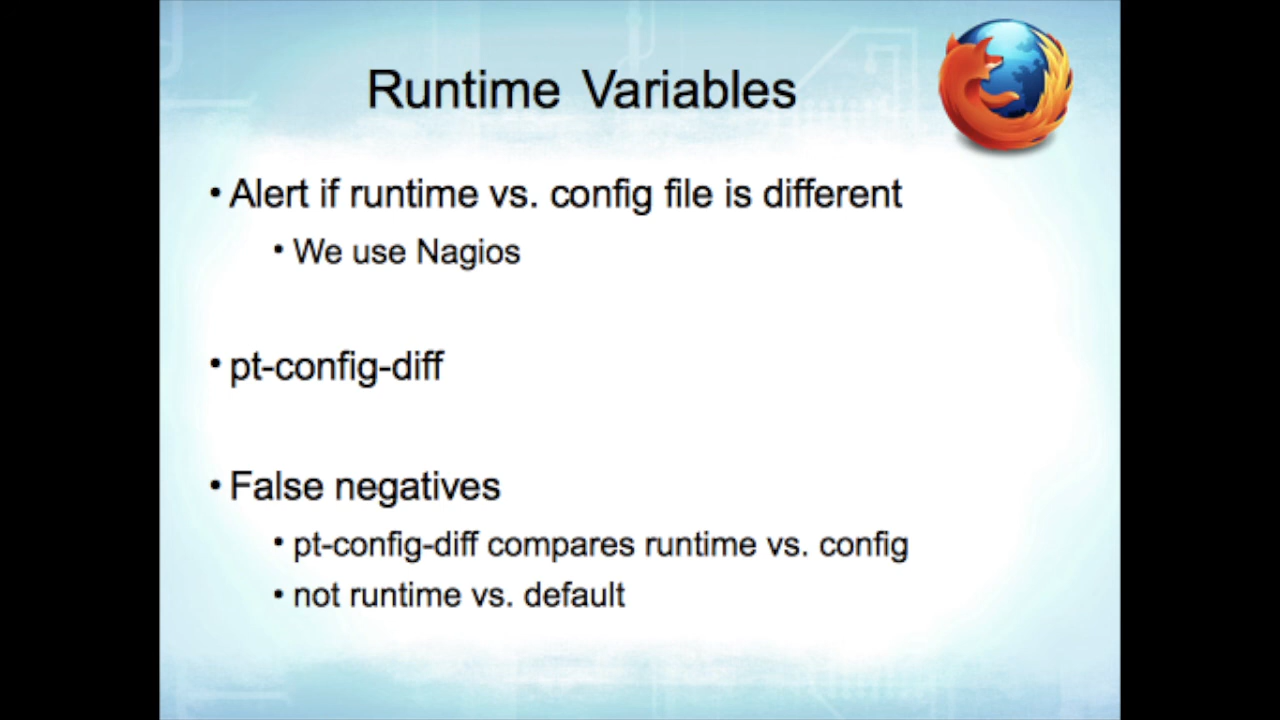 Runtime Variables
• Alert if runtime vs. config file is different
• We use Nagios
• pt-config-diff
• False negatives
• pt-config-diff compares runtime vs. config
• not runtime vs. default